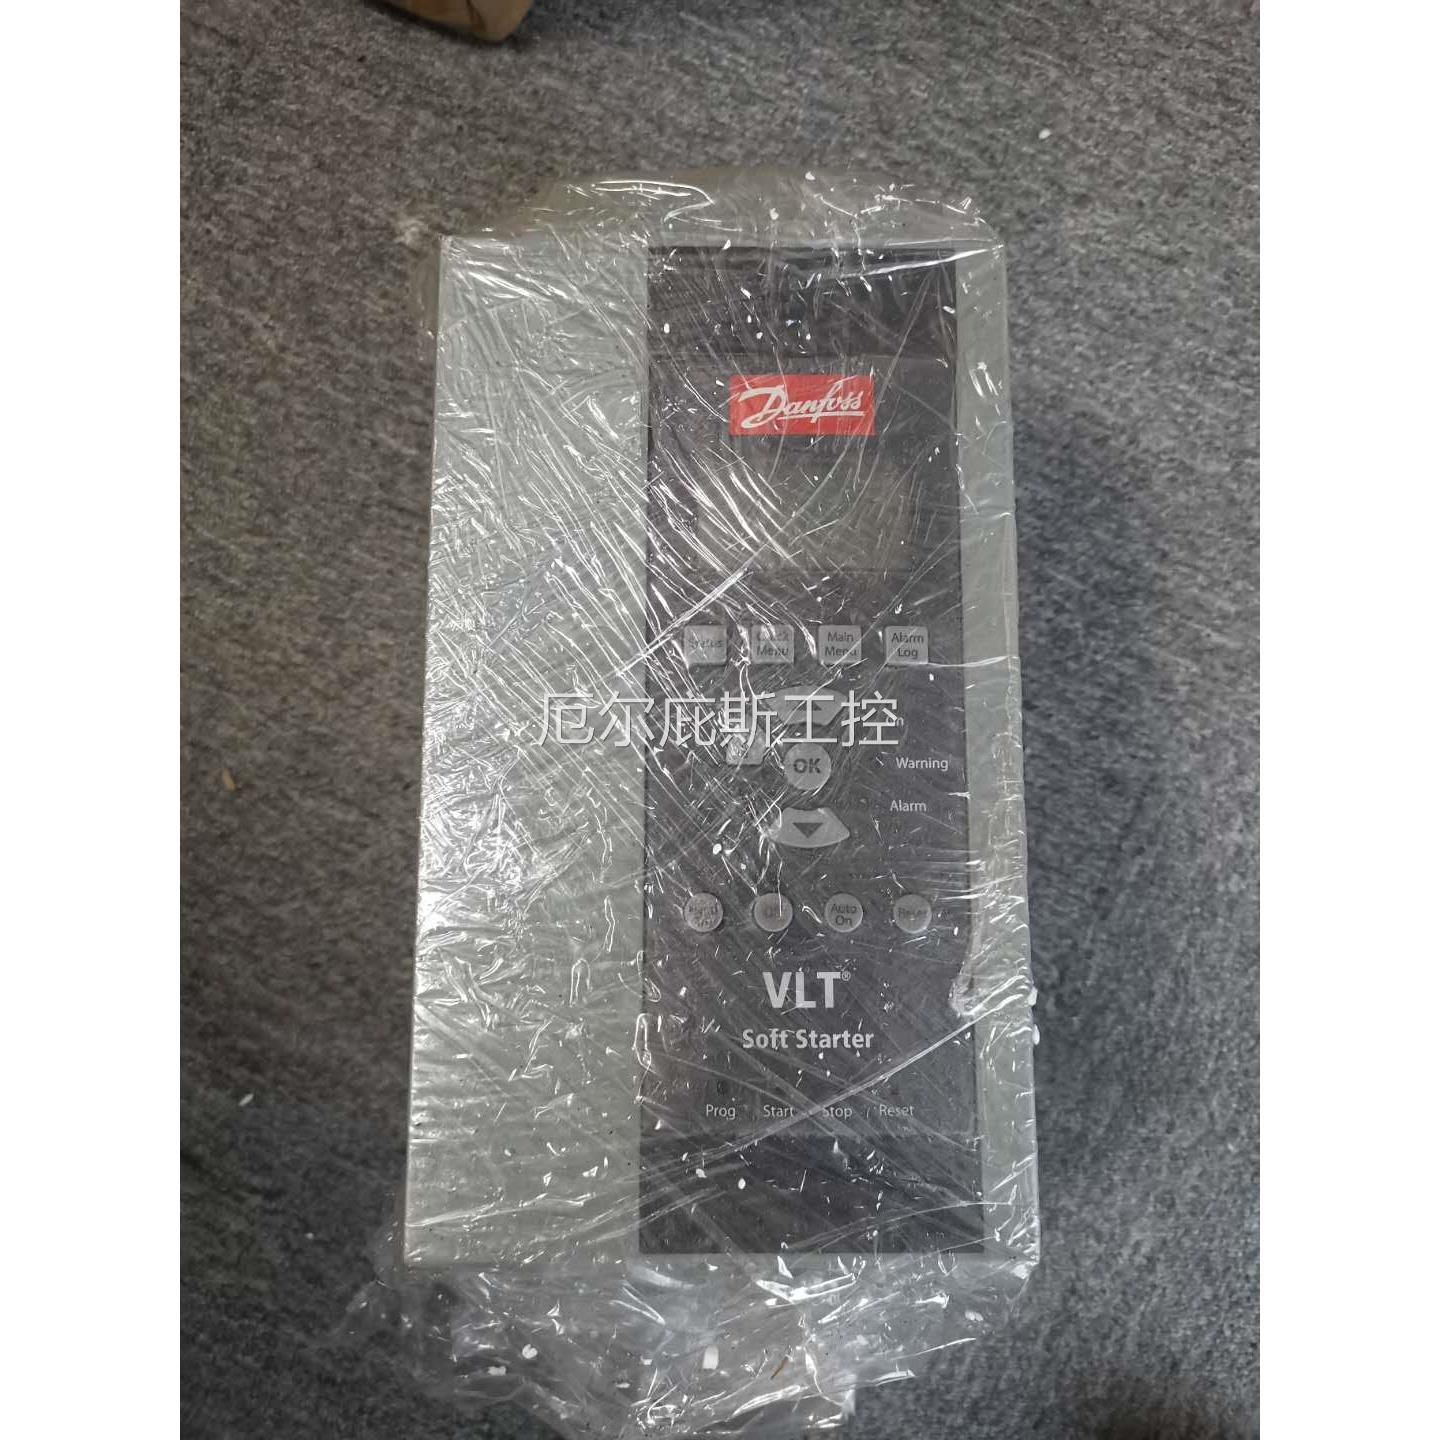 Danfoss
Status
Quick Menu
Main Menu
Alarm Log
厄尔庇斯工控
OK
Warning
Alarm
Auto On
Reset
VLT®
Soft Starter
Prog Start Stop Reset